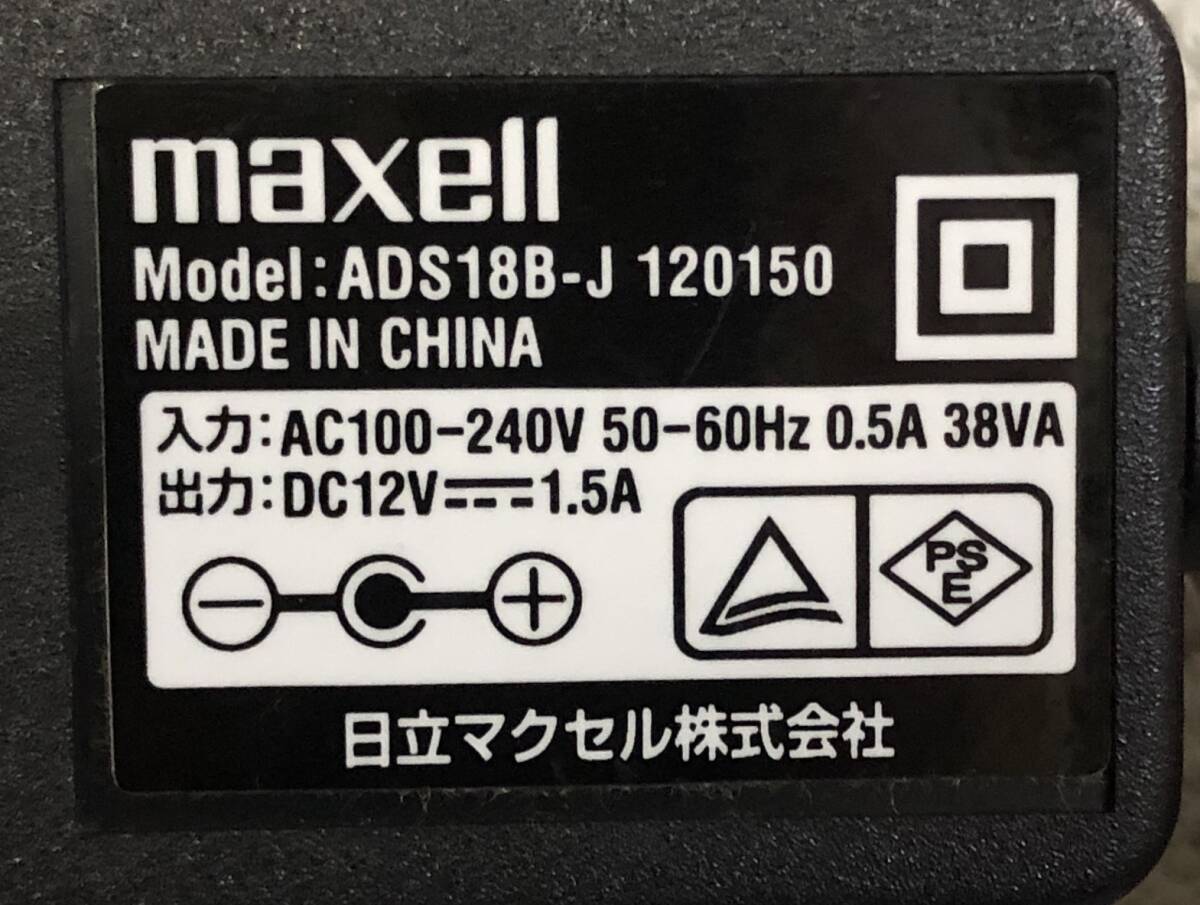 maxell
Model:ADS18B-J 120150
MADE IN CHINA
入力:AC100-240V 50-60Hz 0.5A 38VA
出力:DC12V⎓1.5A
PSE
日立マクセル株式会社